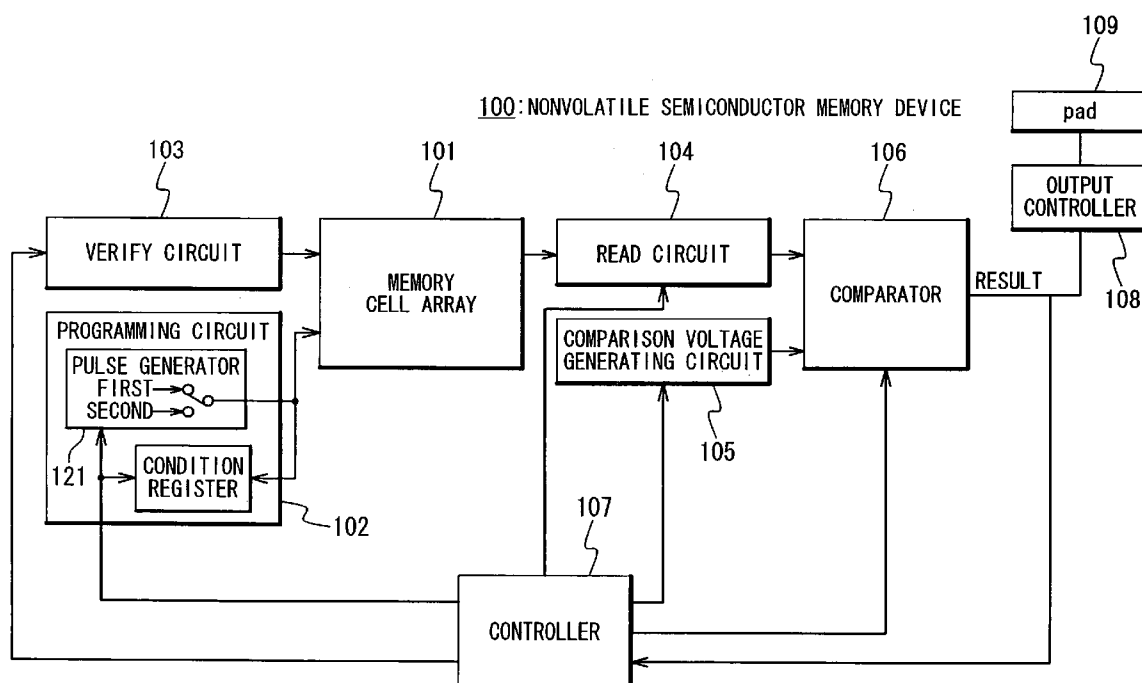 109
100:NONVOLATILE SEMICONDUCTOR MEMORY DEVICE
pad
103
101
104
106
OUTPUT
CONTROLLER
VERIFY CIRCUIT
MEMORY
CELL ARRAY
READ CIRCUIT
COMPARATOR
RESULT
108
PROGRAMMING CIRCUIT
PULSE GENERATOR
FIRST
SECOND
COMPARISON VOLTAGE
GENERATING CIRCUIT
121
CONDITION
REGISTER
105
102
107
CONTROLLER